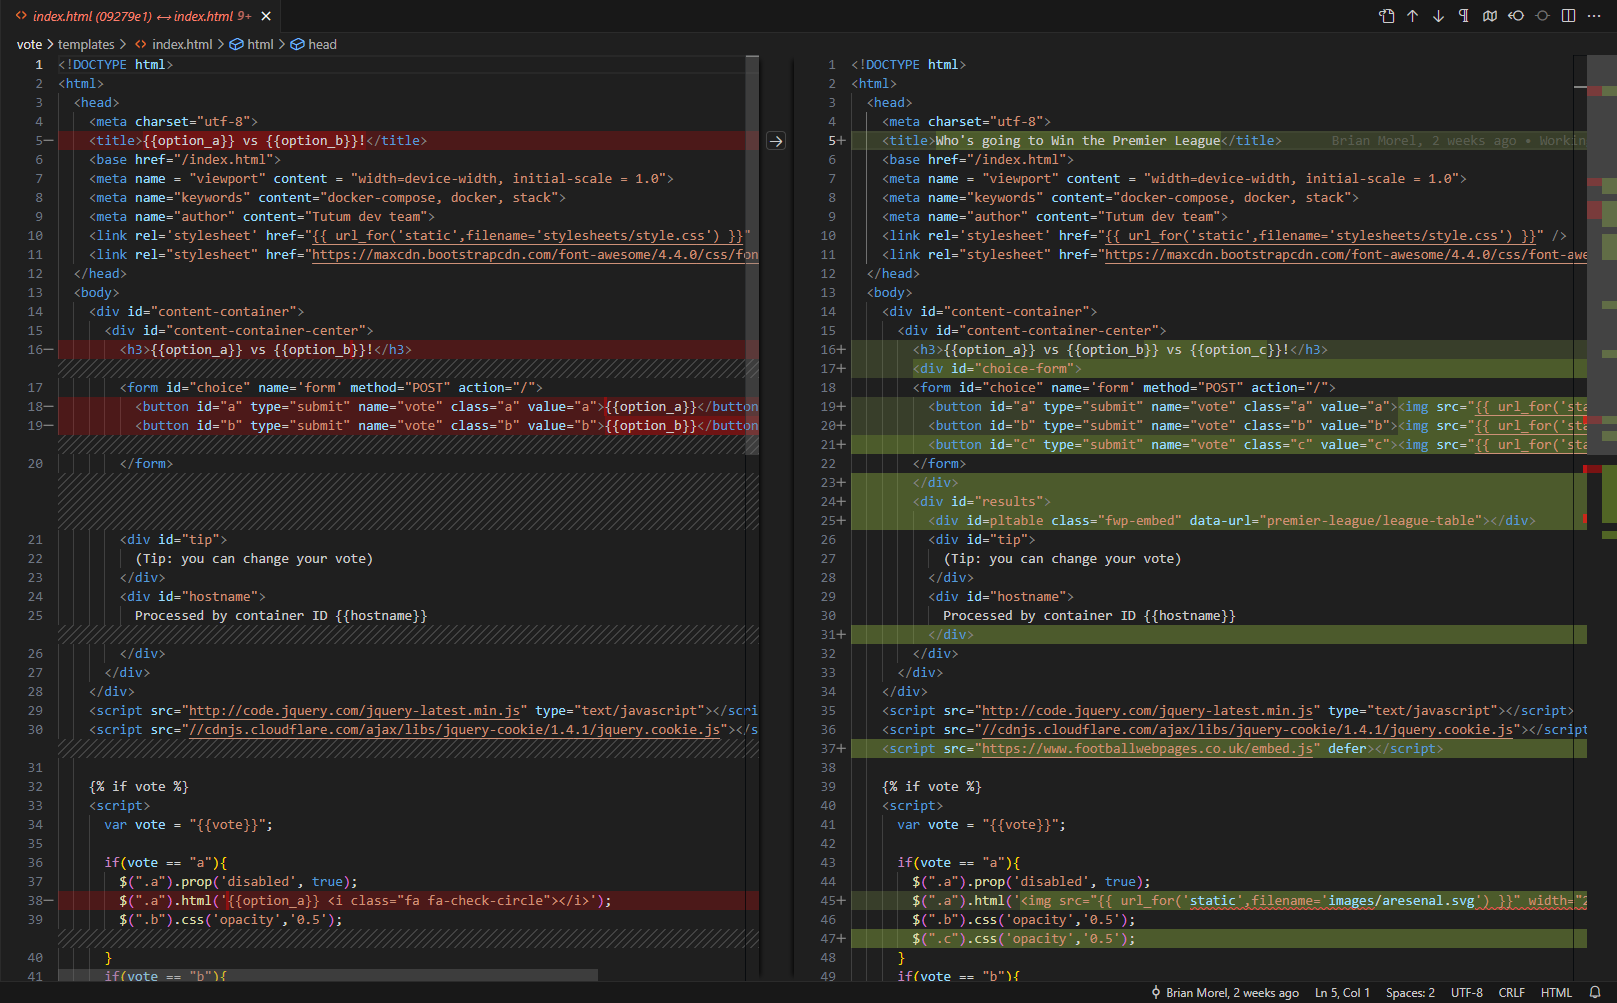 index.html (09279e1) ↔ index.html 9+
vote > templates > index.html > html > head
1 <!DOCTYPE html>
2 <html>
3 <head>
4 <meta charset="utf-8">
5 <title>{{option_a}} vs {{option_b}}!</title>
6 <base href="/index.html">
7 <meta name = "viewport" content = "width=device-width, initial-scale = 1.0">
8 <meta name="keywords" content="docker-compose, docker, stack">
9 <meta name="author" content="Tutum dev team">
10 <link rel='stylesheet' href="{{ url_for('static',filename='stylesheets/style.css') }}"
11 <link rel="stylesheet" href="https://maxcdn.bootstrapcdn.com/font-awesome/4.4.0/css/fon
12 </head>
13 <body>
14 <div id="content-container">
15 <div id="content-container-center">
16— <h3>{{option_a}} vs {{option_b}}!</h3>
17 <form id="choice" name='form' method="POST" action="/">
18— <button id="a" type="submit" name="vote" class="a" value="a">{{option_a}}</button
19— <button id="b" type="submit" name="vote" class="b" value="b">{{option_b}}</button
20 </form>
21 <div id="tip">
22 (Tip: you can change your vote)
23 </div>
24 <div id="hostname">
25 Processed by container ID {{hostname}}
26 </div>
27 </div>
28 </div>
29 <script src="http://code.jquery.com/jquery-latest.min.js" type="text/javascript"></scri
30 <script src="//cdnjs.cloudflare.com/ajax/libs/jquery-cookie/1.4.1/jquery.cookie.js"></s
31
32 {% if vote %}
33 <script>
34 var vote = "{{vote}}";
35
36 if(vote == "a"){
37 $(".a").prop('disabled', true);
38— $(".a").html('{{option_a}} <i class="fa fa-check-circle"></i>');
39 $(".b").css('opacity','0.5');
40 }
41 if(vote == "b"){
1 <!DOCTYPE html>
2 <html>
3 <head>
4 <meta charset="utf-8">
5+ <title>Who's going to Win the Premier League</title> Brian Morel, 2 weeks ago • Workin
6 <base href="/index.html">
7 <meta name = "viewport" content = "width=device-width, initial-scale = 1.0">
8 <meta name="keywords" content="docker-compose, docker, stack">
9 <meta name="author" content="Tutum dev team">
10 <link rel='stylesheet' href="{{ url_for('static',filename='stylesheets/style.css') }}" />
11 <link rel="stylesheet" href="https://maxcdn.bootstrapcdn.com/font-awesome/4.4.0/css/font-awe
12 </head>
13 <body>
14 <div id="content-container">
15 <div id="content-container-center">
16+ <h3>{{option_a}} vs {{option_b}} vs {{option_c}}!</h3>
17+ <div id="choice-form">
18 <form id="choice" name='form' method="POST" action="/">
19+ <button id="a" type="submit" name="vote" class="a" value="a"><img src="{{ url_for('sta
20+ <button id="b" type="submit" name="vote" class="b" value="b"><img src="{{ url_for('sta
21+ <button id="c" type="submit" name="vote" class="c" value="c"><img src="{{ url_for('sta
22 </form>
23+ </div>
24+ <div id="results">
25+ <div id=pltable class="fwp-embed" data-url="premier-league/league-table"></div>
26 <div id="tip">
27 (Tip: you can change your vote)
28 </div>
29 <div id="hostname">
30 Processed by container ID {{hostname}}
31+ </div>
32 </div>
33 </div>
34 </div>
35 <script src="http://code.jquery.com/jquery-latest.min.js" type="text/javascript"></script>
36 <script src="//cdnjs.cloudflare.com/ajax/libs/jquery-cookie/1.4.1/jquery.cookie.js"></script
37+ <script src="https://www.footballwebpages.co.uk/embed.js" defer></script>
38
39 {% if vote %}
40 <script>
41 var vote = "{{vote}}";
42
43 if(vote == "a"){
44 $(".a").prop('disabled', true);
45+ $(".a").html('<img src="{{ url_for('static',filename='images/aresenal.svg') }}" width="2
46 $(".b").css('opacity','0.5');
47+ $(".c").css('opacity','0.5');
48 }
49 if(vote == "b"){
Brian Morel, 2 weeks ago Ln 5, Col 1 Spaces: 2 UTF-8 CRLF HTML